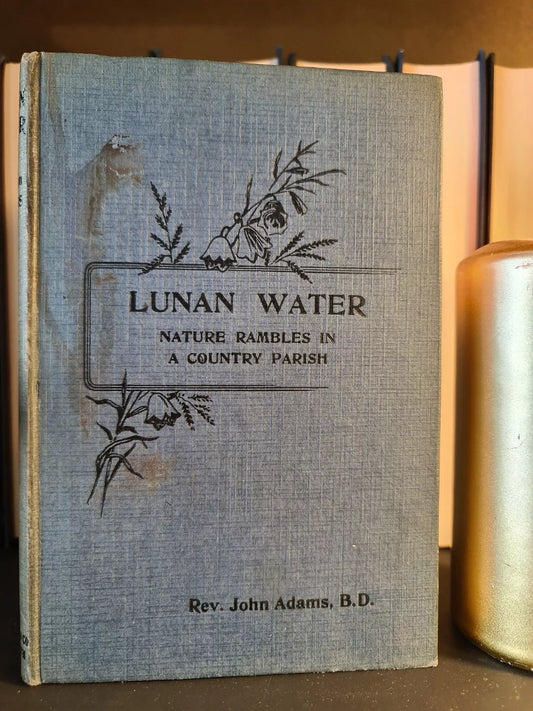 LUNAN WATER
NATURE RAMBLES IN
A COUNTRY PARISH
Rev. John Adams, B.D.